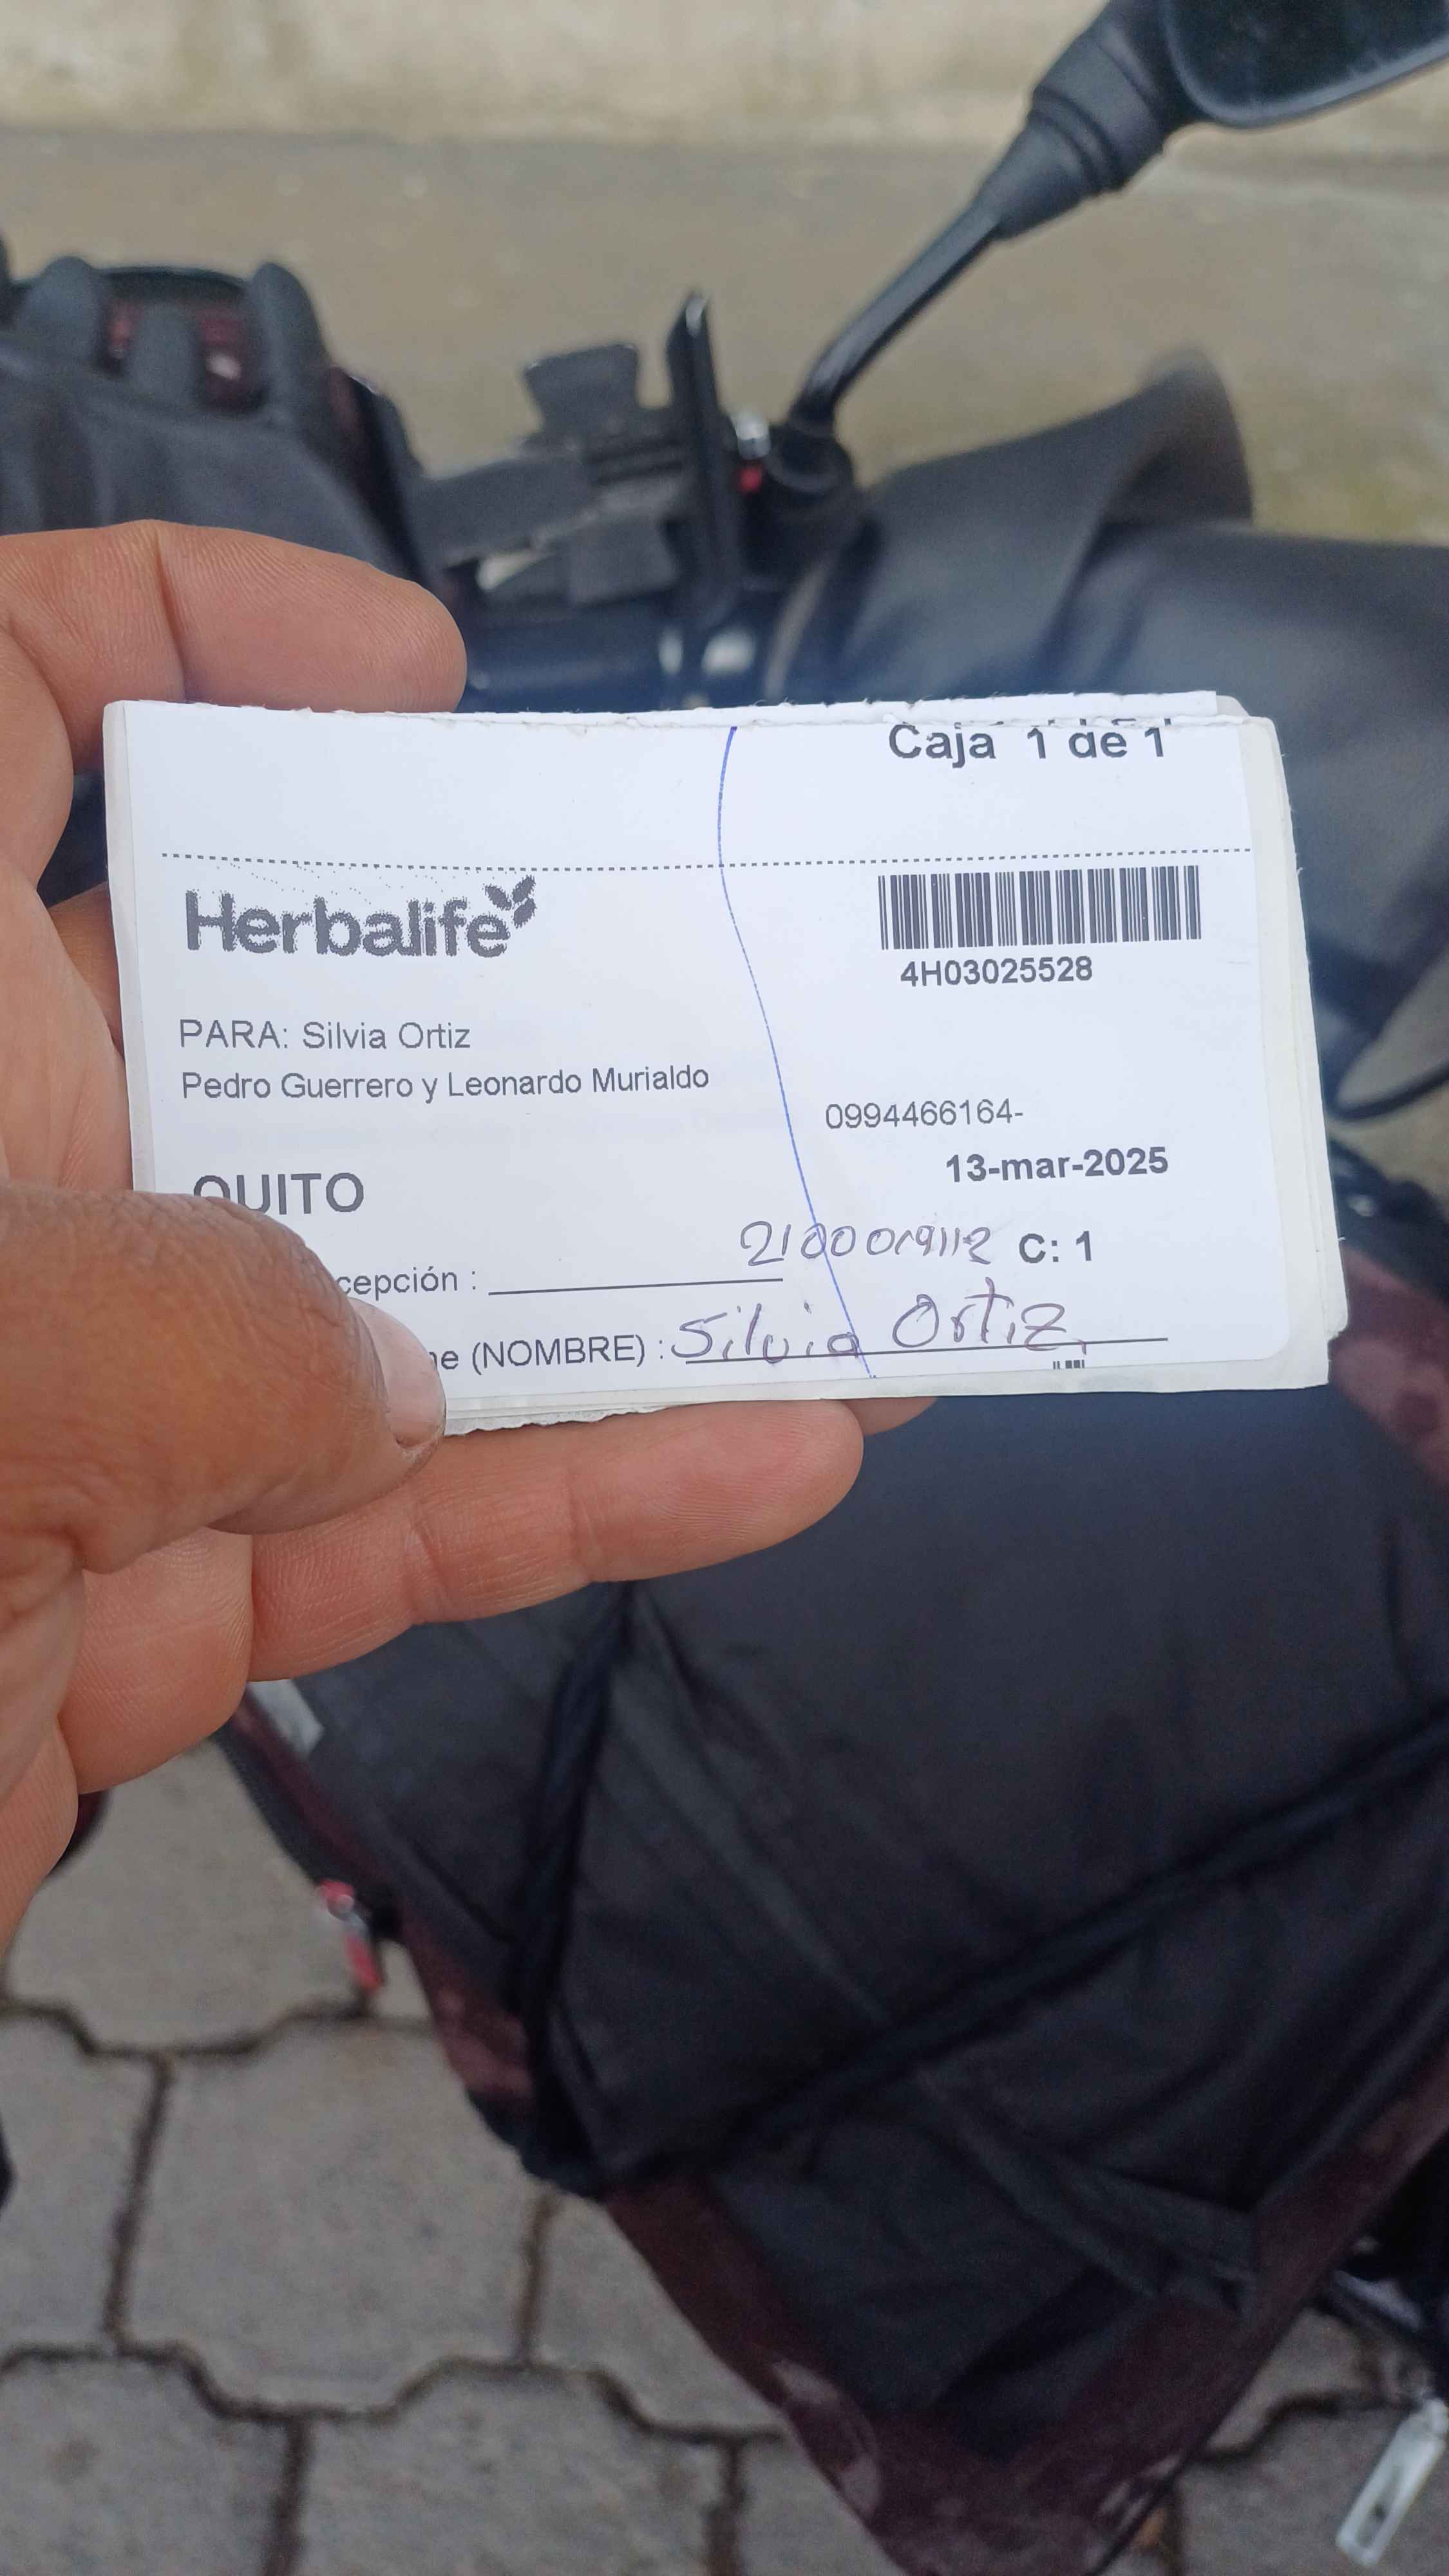 Caja 1 de 1
Herbalife
4H03025528
PARA: Silvia Ortiz
Pedro Guerrero y Leonardo Murialdo
0994466164-
13-mar-2025
QUITO
C: 1
cepción :
(NOMBRE) : Silvia Ortiz